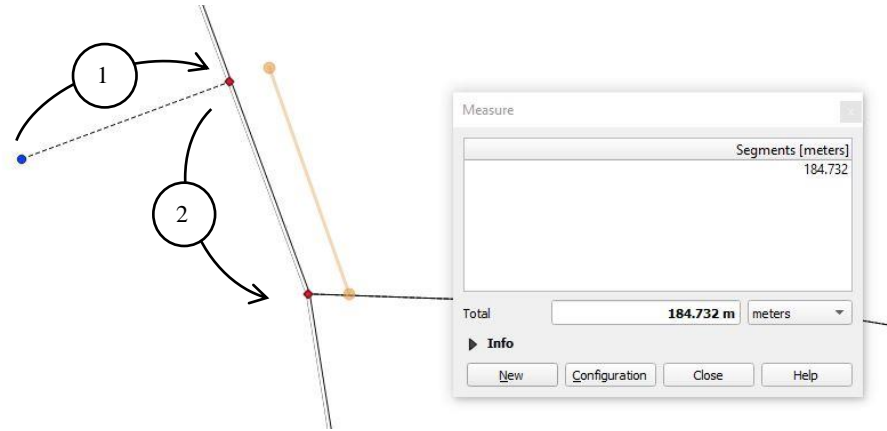 1
2
Measure
x
Segments [meters]
184.732
Total 184.732 m meters
Info
New Configuration Close Help